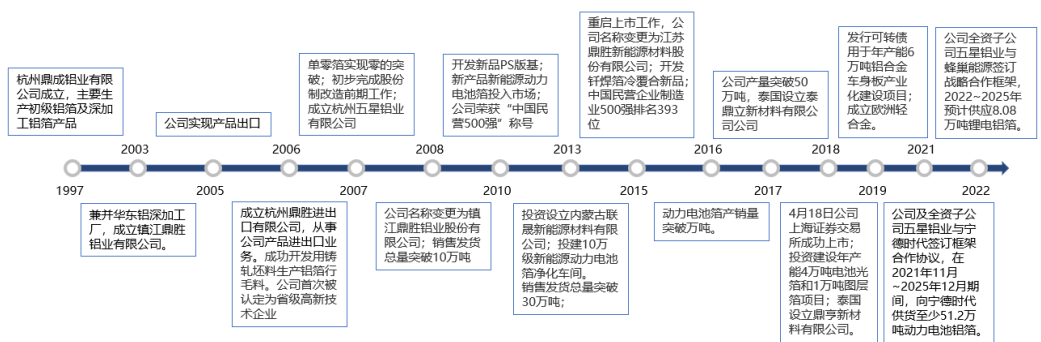 杭州鼎成铝业有限
公司成立，主要生
产初级铝箔及深加
工铝箔产品
公司实现产品出口
单零箔实现零的突
破；初步完成股份
制改造前期工作；
成立杭州五星铝业
有限公司
开发新品PS版基；
新产品新能源动力
电池箔投入市场；
公司荣获“中国民
营500强”称号
重启上市工作，公
司名称变更为江苏
鼎胜新能源材料股
份有限公司；开发
钎焊箔冷覆合新品；
中国民营企业制造
业500强排名393
位
公司产量突破50
万吨，泰国设立泰
鼎立新材料有限公
司公司
发行可转债
用于年产能6
万吨铝合金
车身板产业
化建设项目；
成立欧洲轻
合金。
公司全资子公
司五星铝业与
蜂巢能源签订
战略合作框架，
2022~2025年
预计供应8.08
万吨锂电铝箔。
2003
2006
2008
2013
2016
2018
2021
1997
2005
2007
2010
2015
2017
2019
2022
兼并华东铝深加工
厂，成立镇江鼎胜
铝业有限公司。
成立杭州鼎胜进出
口有限公司，从事
公司产品进出口业
务。成功开发用铸
轧坯料生产铝箔行
毛料。公司首次被
认定为省级高新技
术企业
公司名称变更为镇
江鼎胜铝业股份有
限公司；销售发货
总量突破10万吨
投资设立内蒙古联
晟新能源材料有限
公司；投建10万
级新能源动力电池
箔净化车间。
销售发货总量突破
30万吨；
动力电池箔产销量
突破万吨。
4月18日公司
上海证券交易
所成功上市；
投资建设年产
能4万吨电池光
箔和1万吨图层
箔项目；泰国
设立鼎亨新材
料有限公司。
公司及全资子公
司五星铝业与宁
德时代签订框架
合作协议，在
2021年11月
~2025年12月期
间，向宁德时代
供货至少51.2万
吨动力电池铝箔。